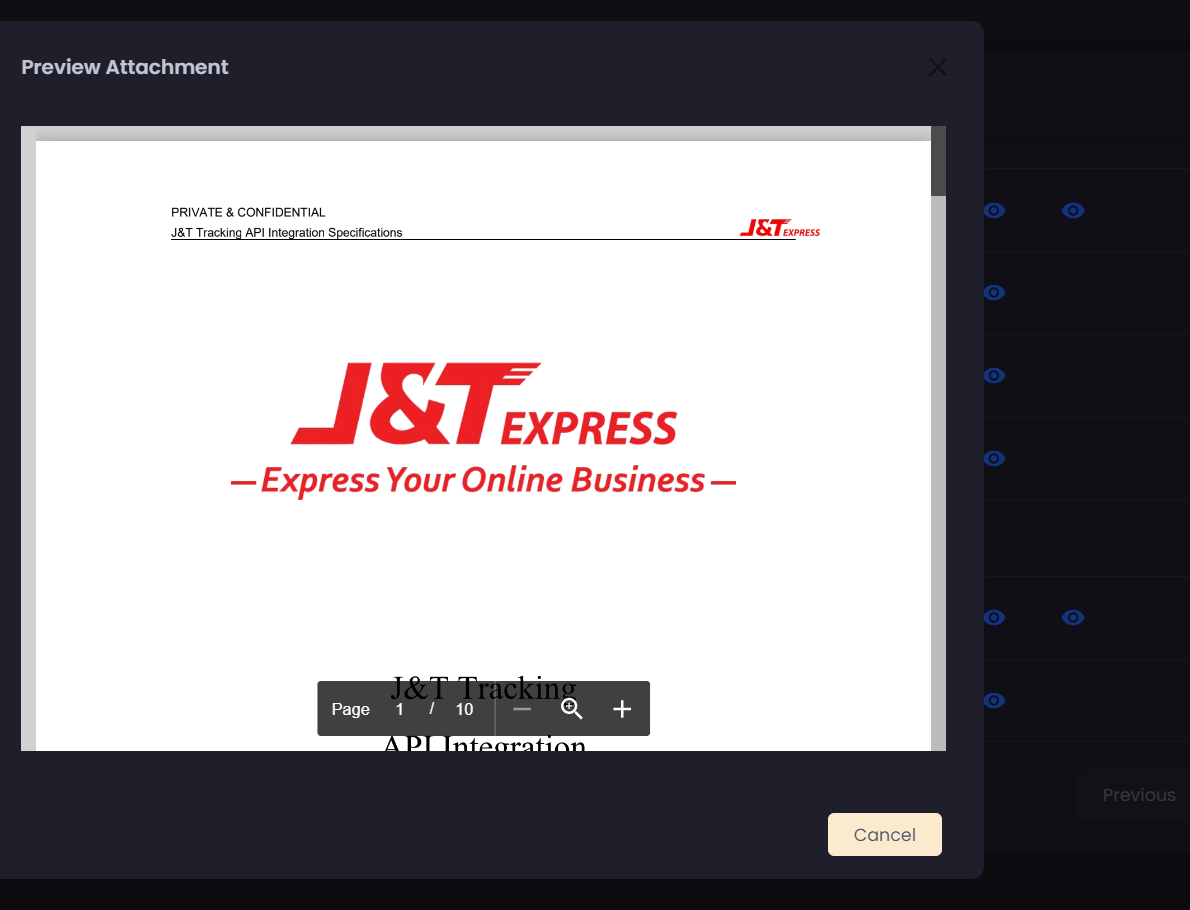 Preview Attachment
PRIVATE & CONFIDENTIAL
J&T Tracking API Integration Specifications
J&T EXPRESS
J&T EXPRESS
—Express Your Online Business—
J&T Tracking
Page 1 / 10
API Integration
Previous
Cancel